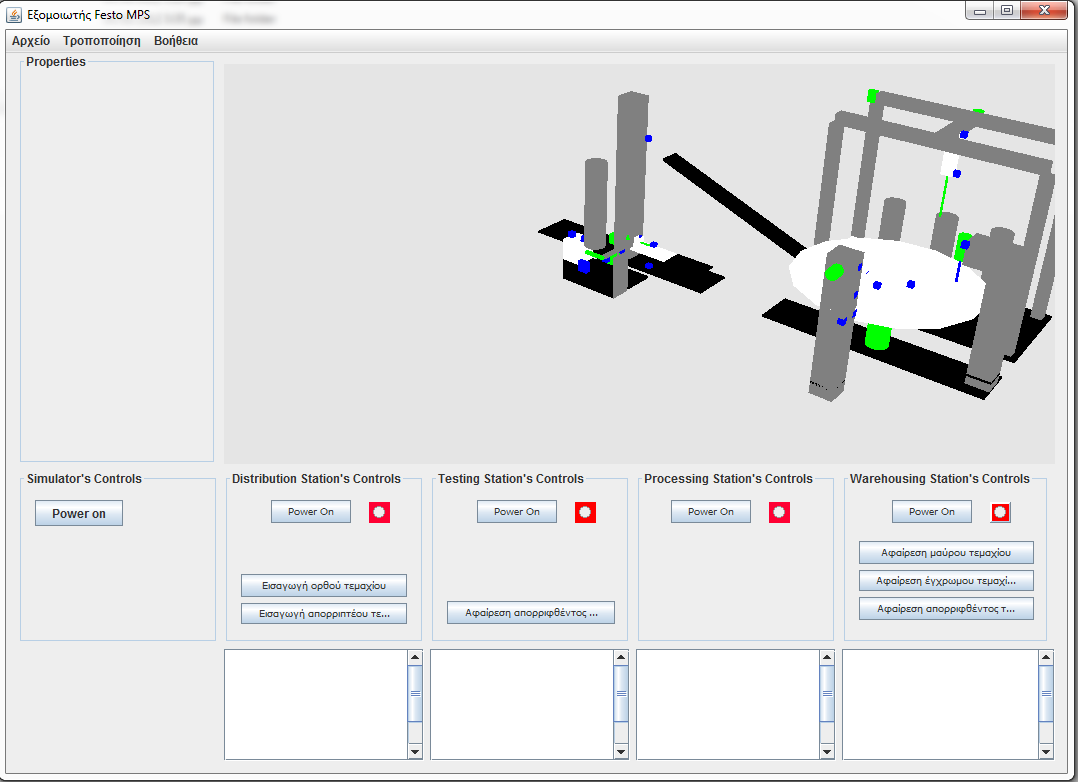 Εξομοιωτής Festo MPS
Αρχείο Τροποποίηση Βοήθεια
Properties
Simulator's Controls
Power on
Distribution Station's Controls
Power On
Εισαγωγή ορθού τεμαχίου
Εισαγωγή απορριπτέου τε...
Testing Station's Controls
Power On
Αφαίρεση απορριφθέντος ...
Processing Station's Controls
Power On
Warehousing Station's Controls
Power On
Αφαίρεση μαύρου τεμαχίου
Αφαίρεση έγχρωμου τεμαχί...
Αφαίρεση απορριφθέντος τ...